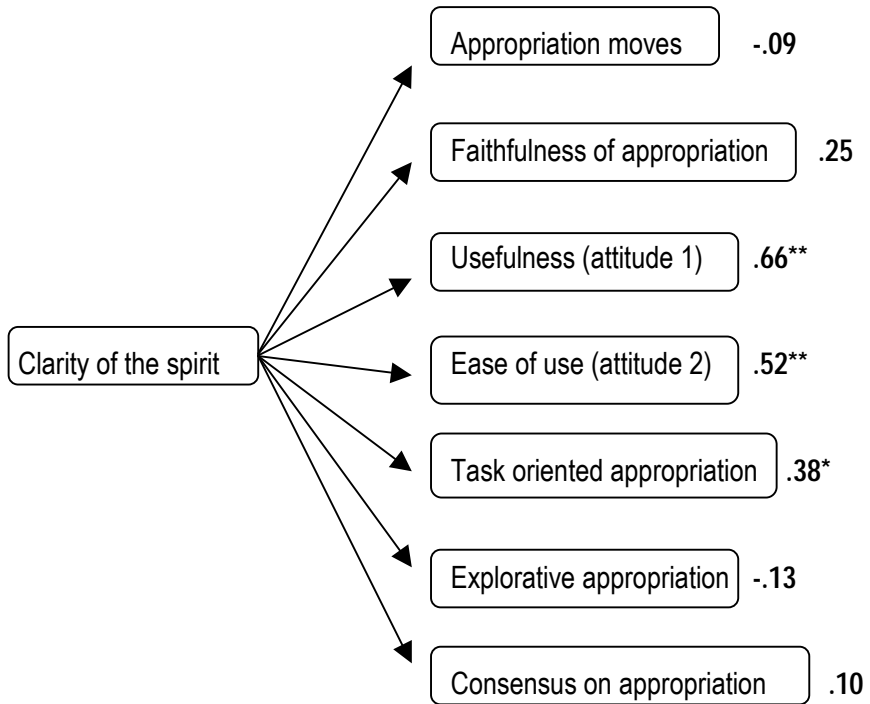 Appropriation moves -.09
Faithfulness of appropriation .25
Usefulness (attitude 1) .66**
Clarity of the spirit
Ease of use (attitude 2) .52**
Task oriented appropriation .38*
Explorative appropriation -.13
Consensus on appropriation .10